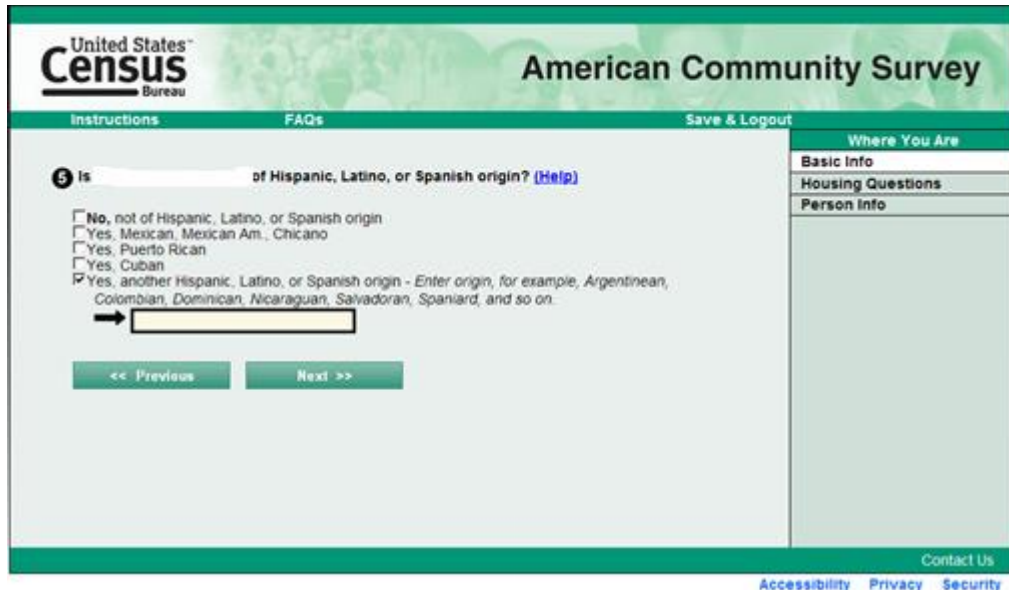 United States™
Census
Bureau
American Community Survey
Instructions FAQs Save & Logout
Where You Are
Basic Info
Housing Questions
Person Info
5 Is of Hispanic, Latino, or Spanish origin? (Help)
No, not of Hispanic, Latino, or Spanish origin
Yes, Mexican, Mexican Am., Chicano
Yes, Puerto Rican
Yes, Cuban
Yes, another Hispanic, Latino, or Spanish origin - Enter origin, for example, Argentinean,
Colombian, Dominican, Nicaraguan, Salvadoran, Spaniard, and so on.
<< Previous Next >>
Contact Us
Accessibility Privacy Security